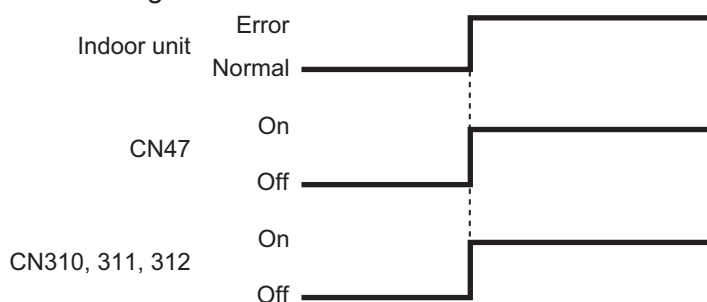 Error
Indoor unit
Normal
On
CN47
Off
On
CN310, 311, 312
Off